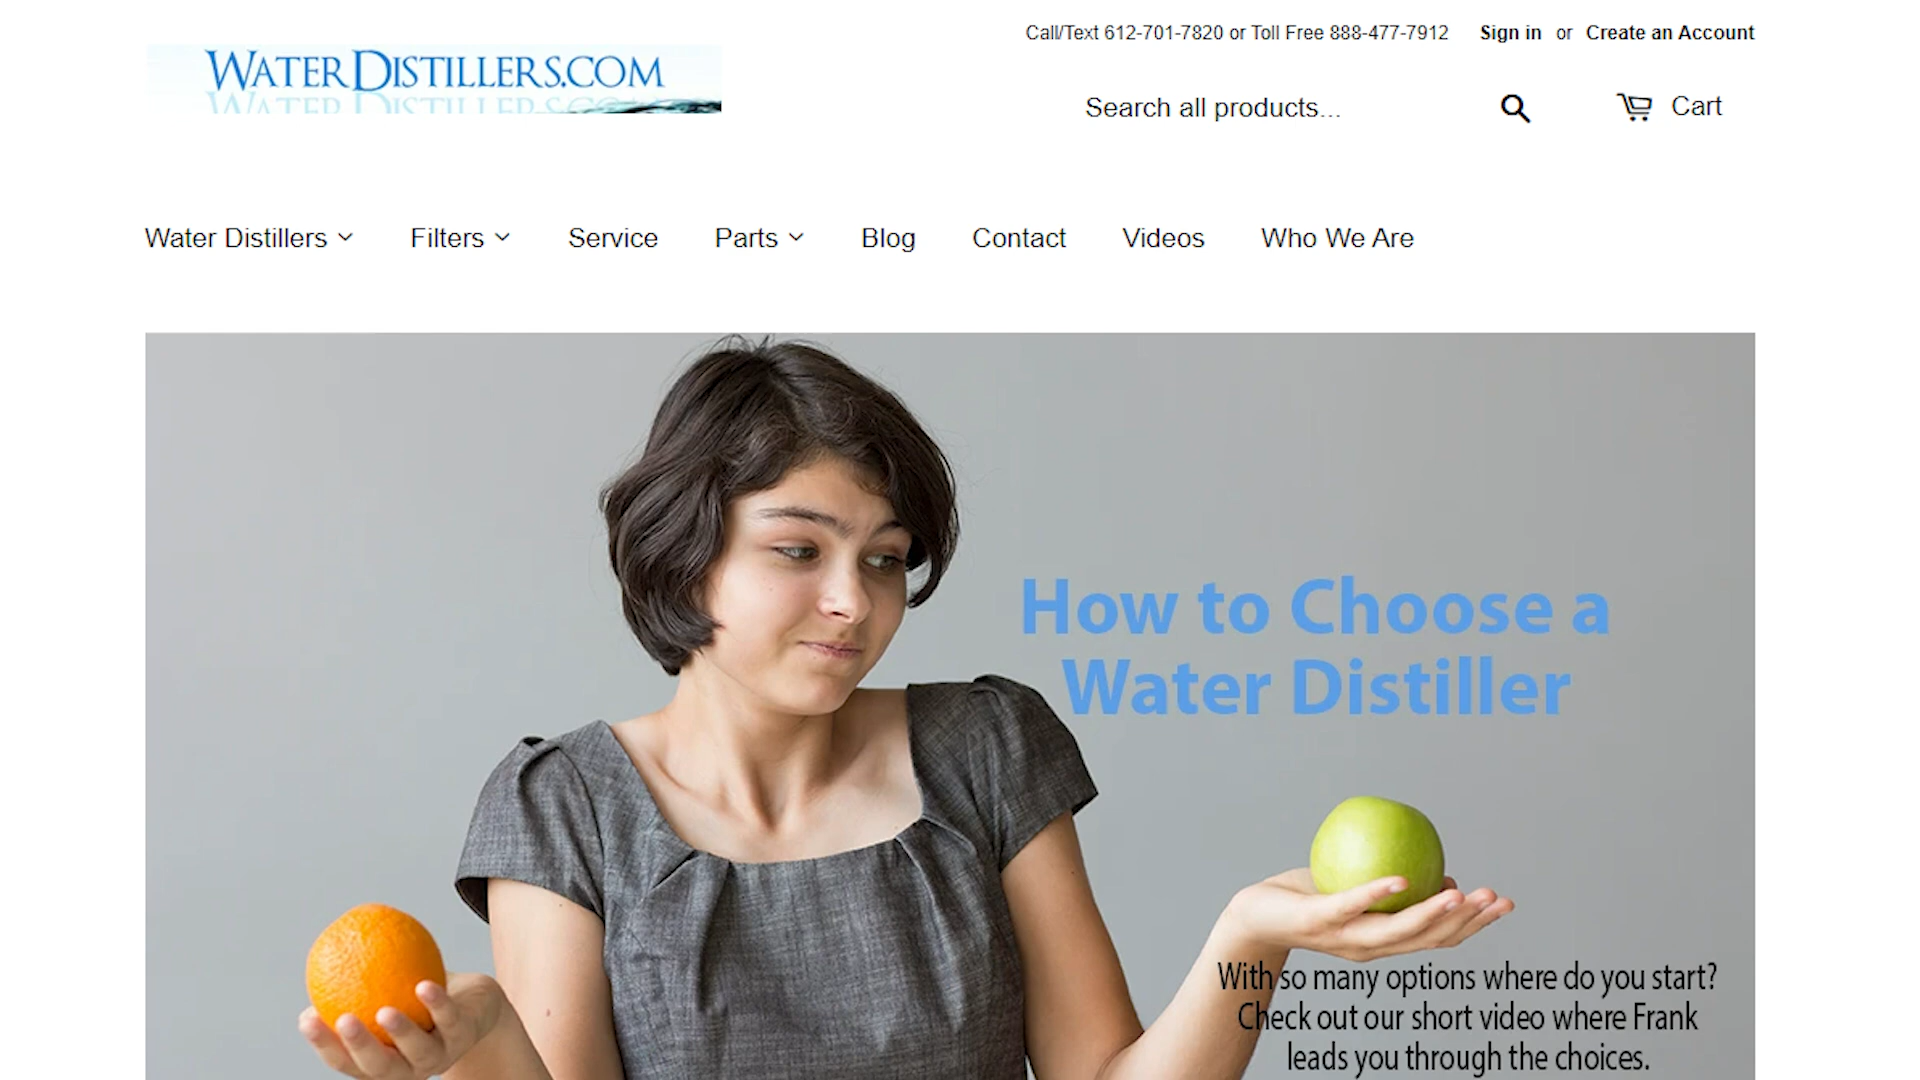 Call/Text 612-701-7820 or Toll Free 888-477-7912 Sign in or Create an Account
WATERDISTILLERS.COM
Search all products...
Cart
Water Distillers Filters Service Parts Blog Contact Videos Who We Are
How to Choose a
Water Distiller
With so many options where do you start?
Check out our short video where Frank
leads you through the choices.